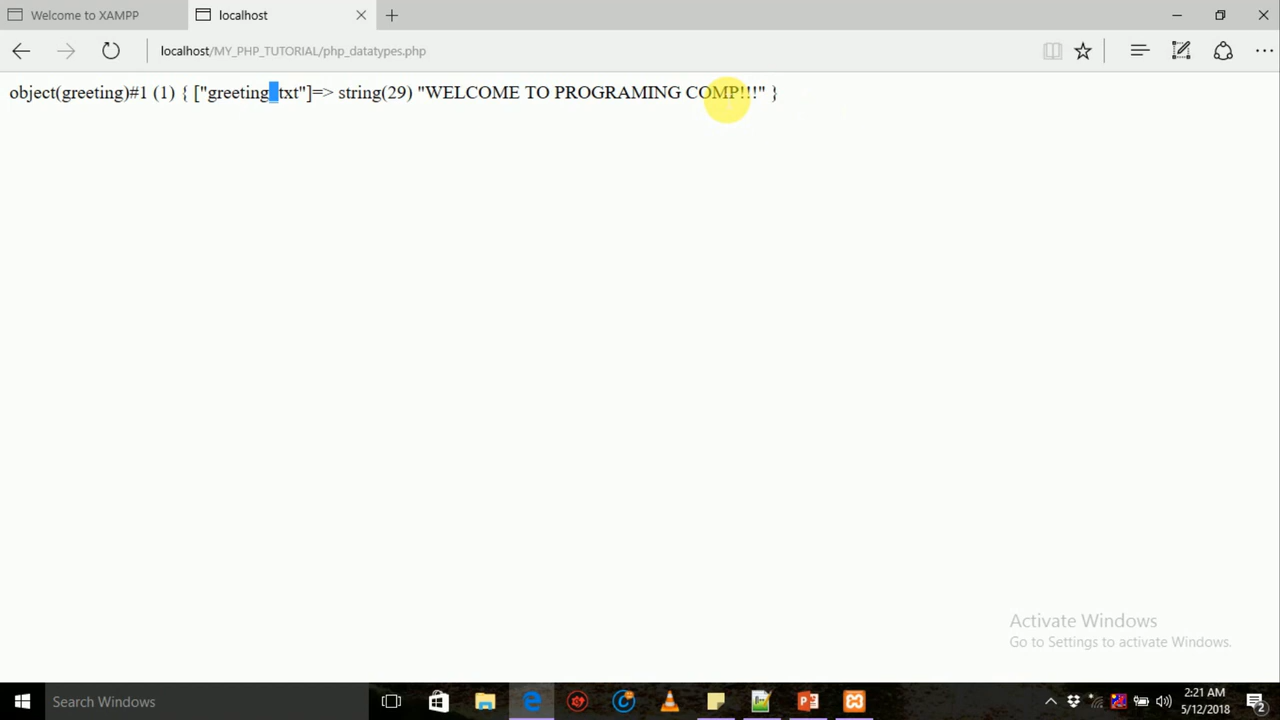 Welcome to XAMPP
localhost
localhost/MY_PHP_TUTORIAL/php_datatypes.php
object(greeting)#1 (1) { ["greeting_txt"]=> string(29) "WELCOME TO PROGRAMING COMP!!!" }
Activate Windows
Go to Settings to activate Windows.
Search Windows
2:21 AM
5/12/2018
2